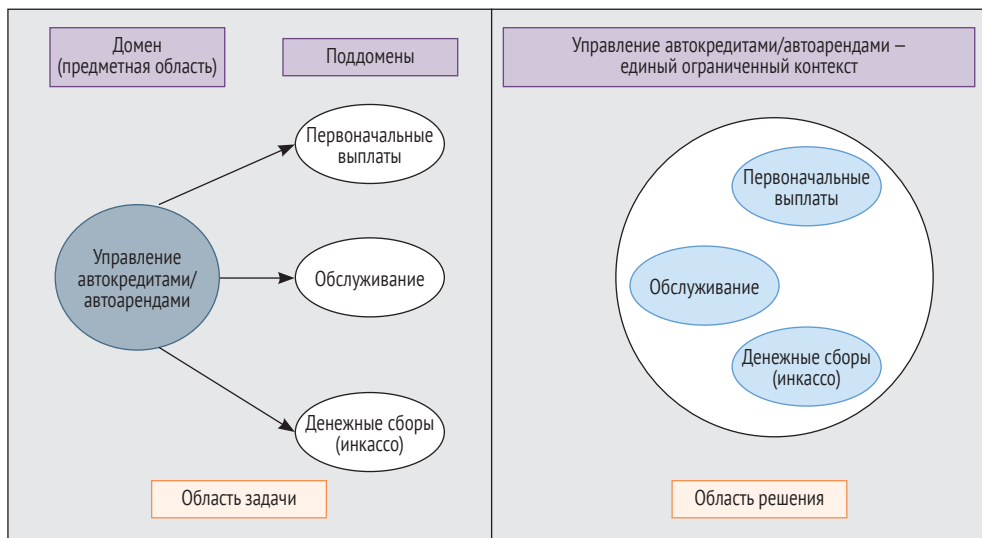 Домен
(предметная область)
Поддомены
Первоначальные
выплаты
Управление
автокредитами/
автоарендами
Обслуживание
Денежные сборы
(инкассо)
Область задачи
Управление автокредитами/автоарендами –
единый ограниченный контекст
Первоначальные
выплаты
Обслуживание
Денежные сборы
(инкассо)
Область решения